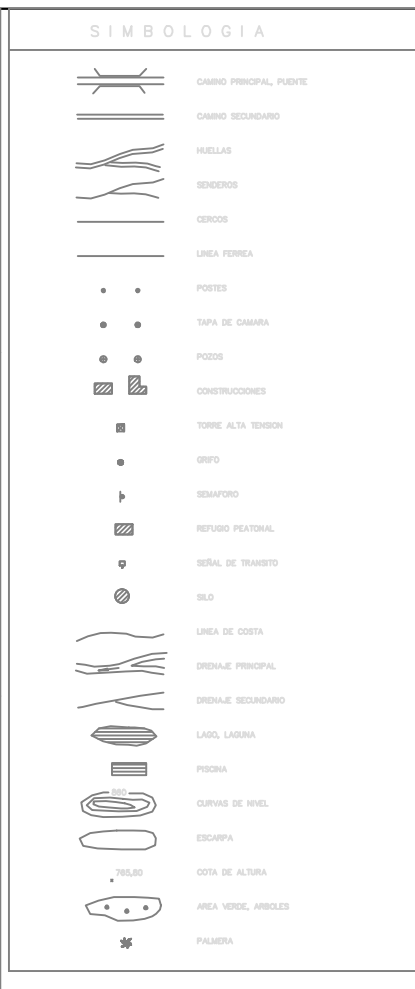 SIMBOLOGIA
CAMINO PRINCIPAL, PUENTE
CAMINO SECUNDARIO
HUELLAS
SENDEROS
CERCOS
LINEA FERREA
POSTES
TAPA DE CAMARA
POZOS
CONSTRUCCIONES
TORRE ALTA TENSION
GRIFO
SEMAFORO
REFUGIO PEATONAL
SEÑAL DE TRANSITO
SILO
LINEA DE COSTA
DRENAJE PRINCIPAL
DRENAJE SECUNDARIO
LAGO, LAGUNA
PISCINA
860
CURVAS DE NIVEL
ESCARPA
765,60 COTA DE ALTURA
AREA VERDE, ARBOLES
PALMERA